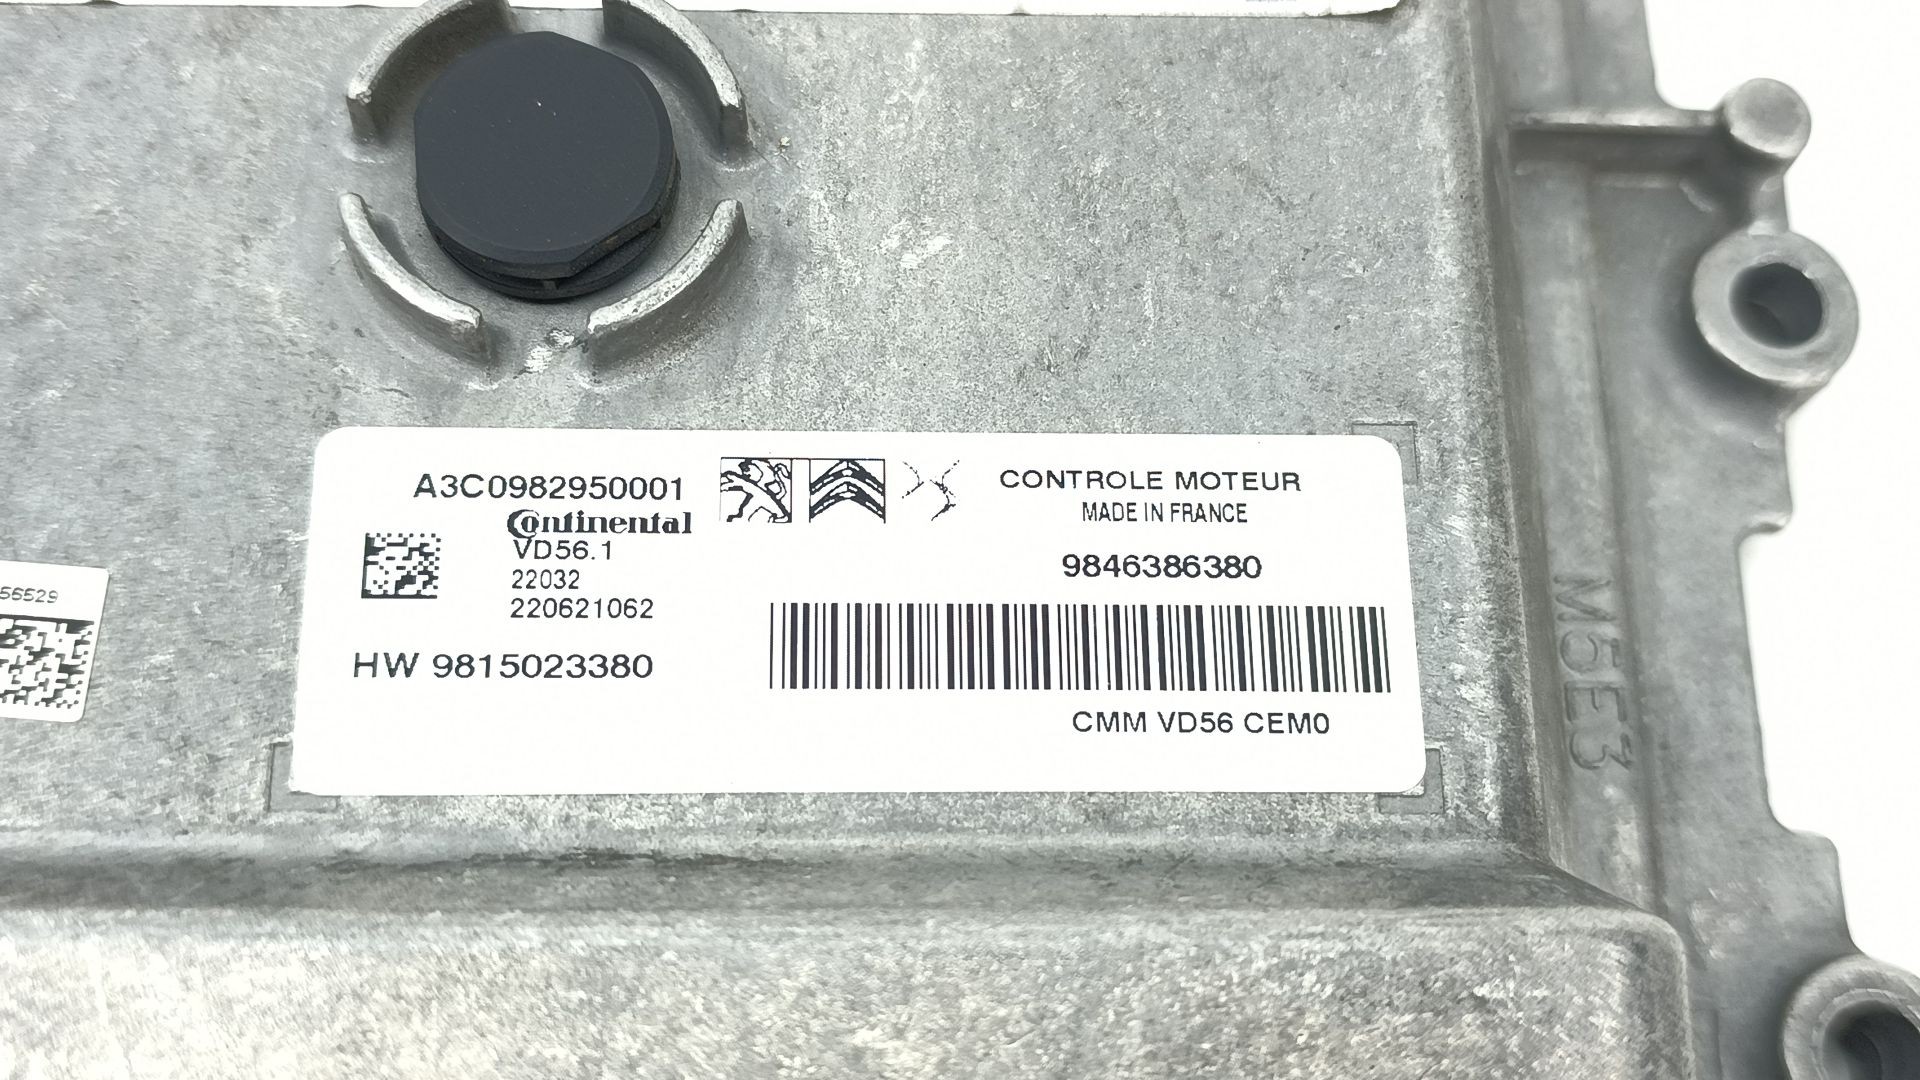 A3C0982950001
Continental
VD56.1
22032
220621062
HW 9815023380
CONTROLE MOTEUR
MADE IN FRANCE
9846386380
CMM VD56 CEM0
56529
M5E3